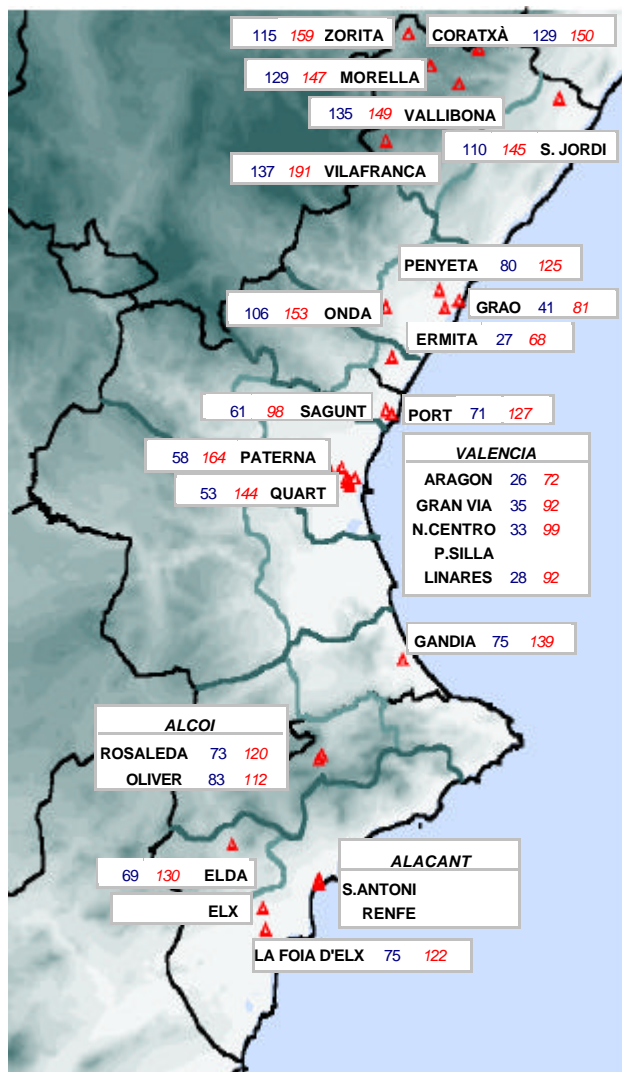 115 159 ZORITA
CORATXÀ 129 150
129 147 MORELLA
135 149 VALLIBONA
110 145 S. JORDI
137 191 VILAFRANCA
PENYETA 80 125
106 153 ONDA
GRAO 41 81
ERMITA 27 68
61 98 SAGUNT
PORT 71 127
58 164 PATERNA
53 144 QUART
VALENCIA
ARAGON 26 72
GRAN VIA 35 92
N.CENTRO 33 99
P.SILLA
LINARES 28 92
GANDIA 75 139
ALCOI
ROSALEDA 73 120
OLIVER 83 112
69 130 ELDA
ELX
ALACANT
S.ANTONI
RENFE
LA FOIA D'ELX 75 122